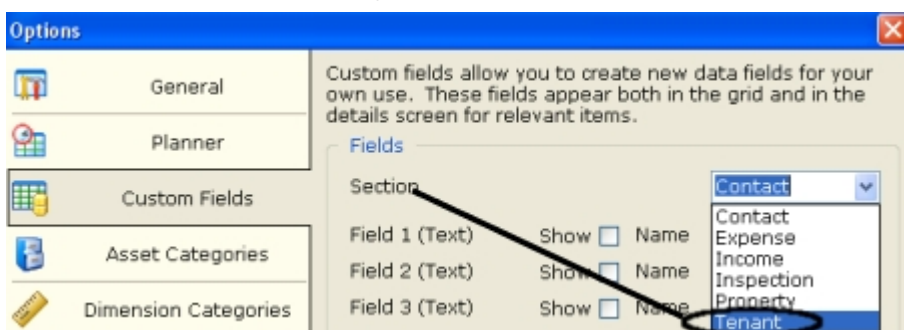 Options
General
Planner
Custom Fields
Asset Categories
Dimension Categories
Custom fields allow you to create new data fields for your
own use. These fields appear both in the grid and in the
details screen for relevant items.
Fields
Section
Contact
Field 1 (Text) Show Name
Field 2 (Text) Show Name
Field 3 (Text) Show Name
Contact
Expense
Income
Inspection
Property
Tenant